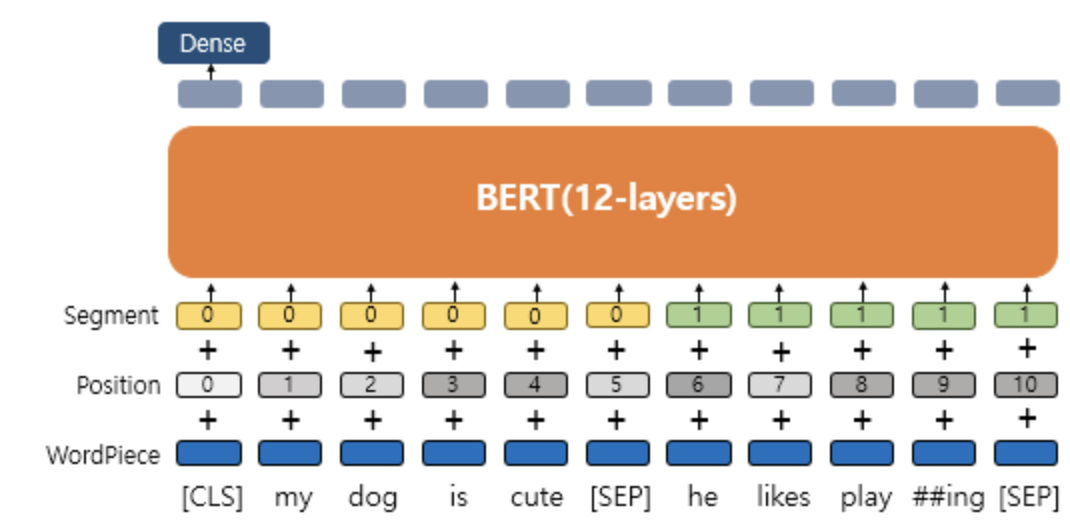 Dense
BERT(12-layers)
Segment 0 0 0 0 0 0 1 1 1 1 1
+ + + + + + + + + + +
Position 0 1 2 3 4 5 6 7 8 9 10
+ + + + + + + + + + +
WordPiece
[CLS] my dog is cute [SEP] he likes play ##ing [SEP]